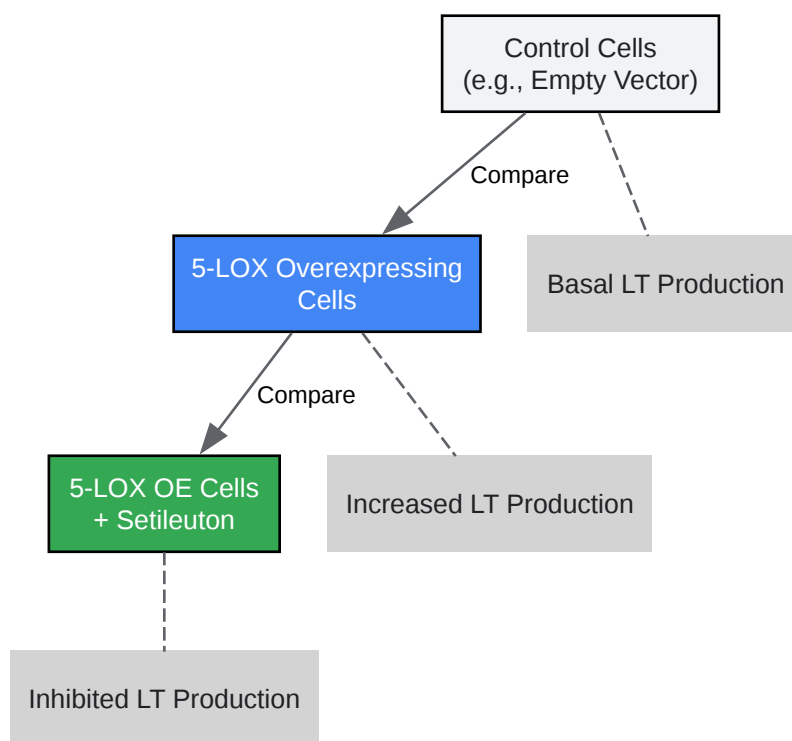 Control Cells
(e.g., Empty Vector)
Compare
5-LOX Overexpressing
Cells
Basal LT Production
Compare
5-LOX OE Cells
+ Setileuton
Increased LT Production
Inhibited LT Production